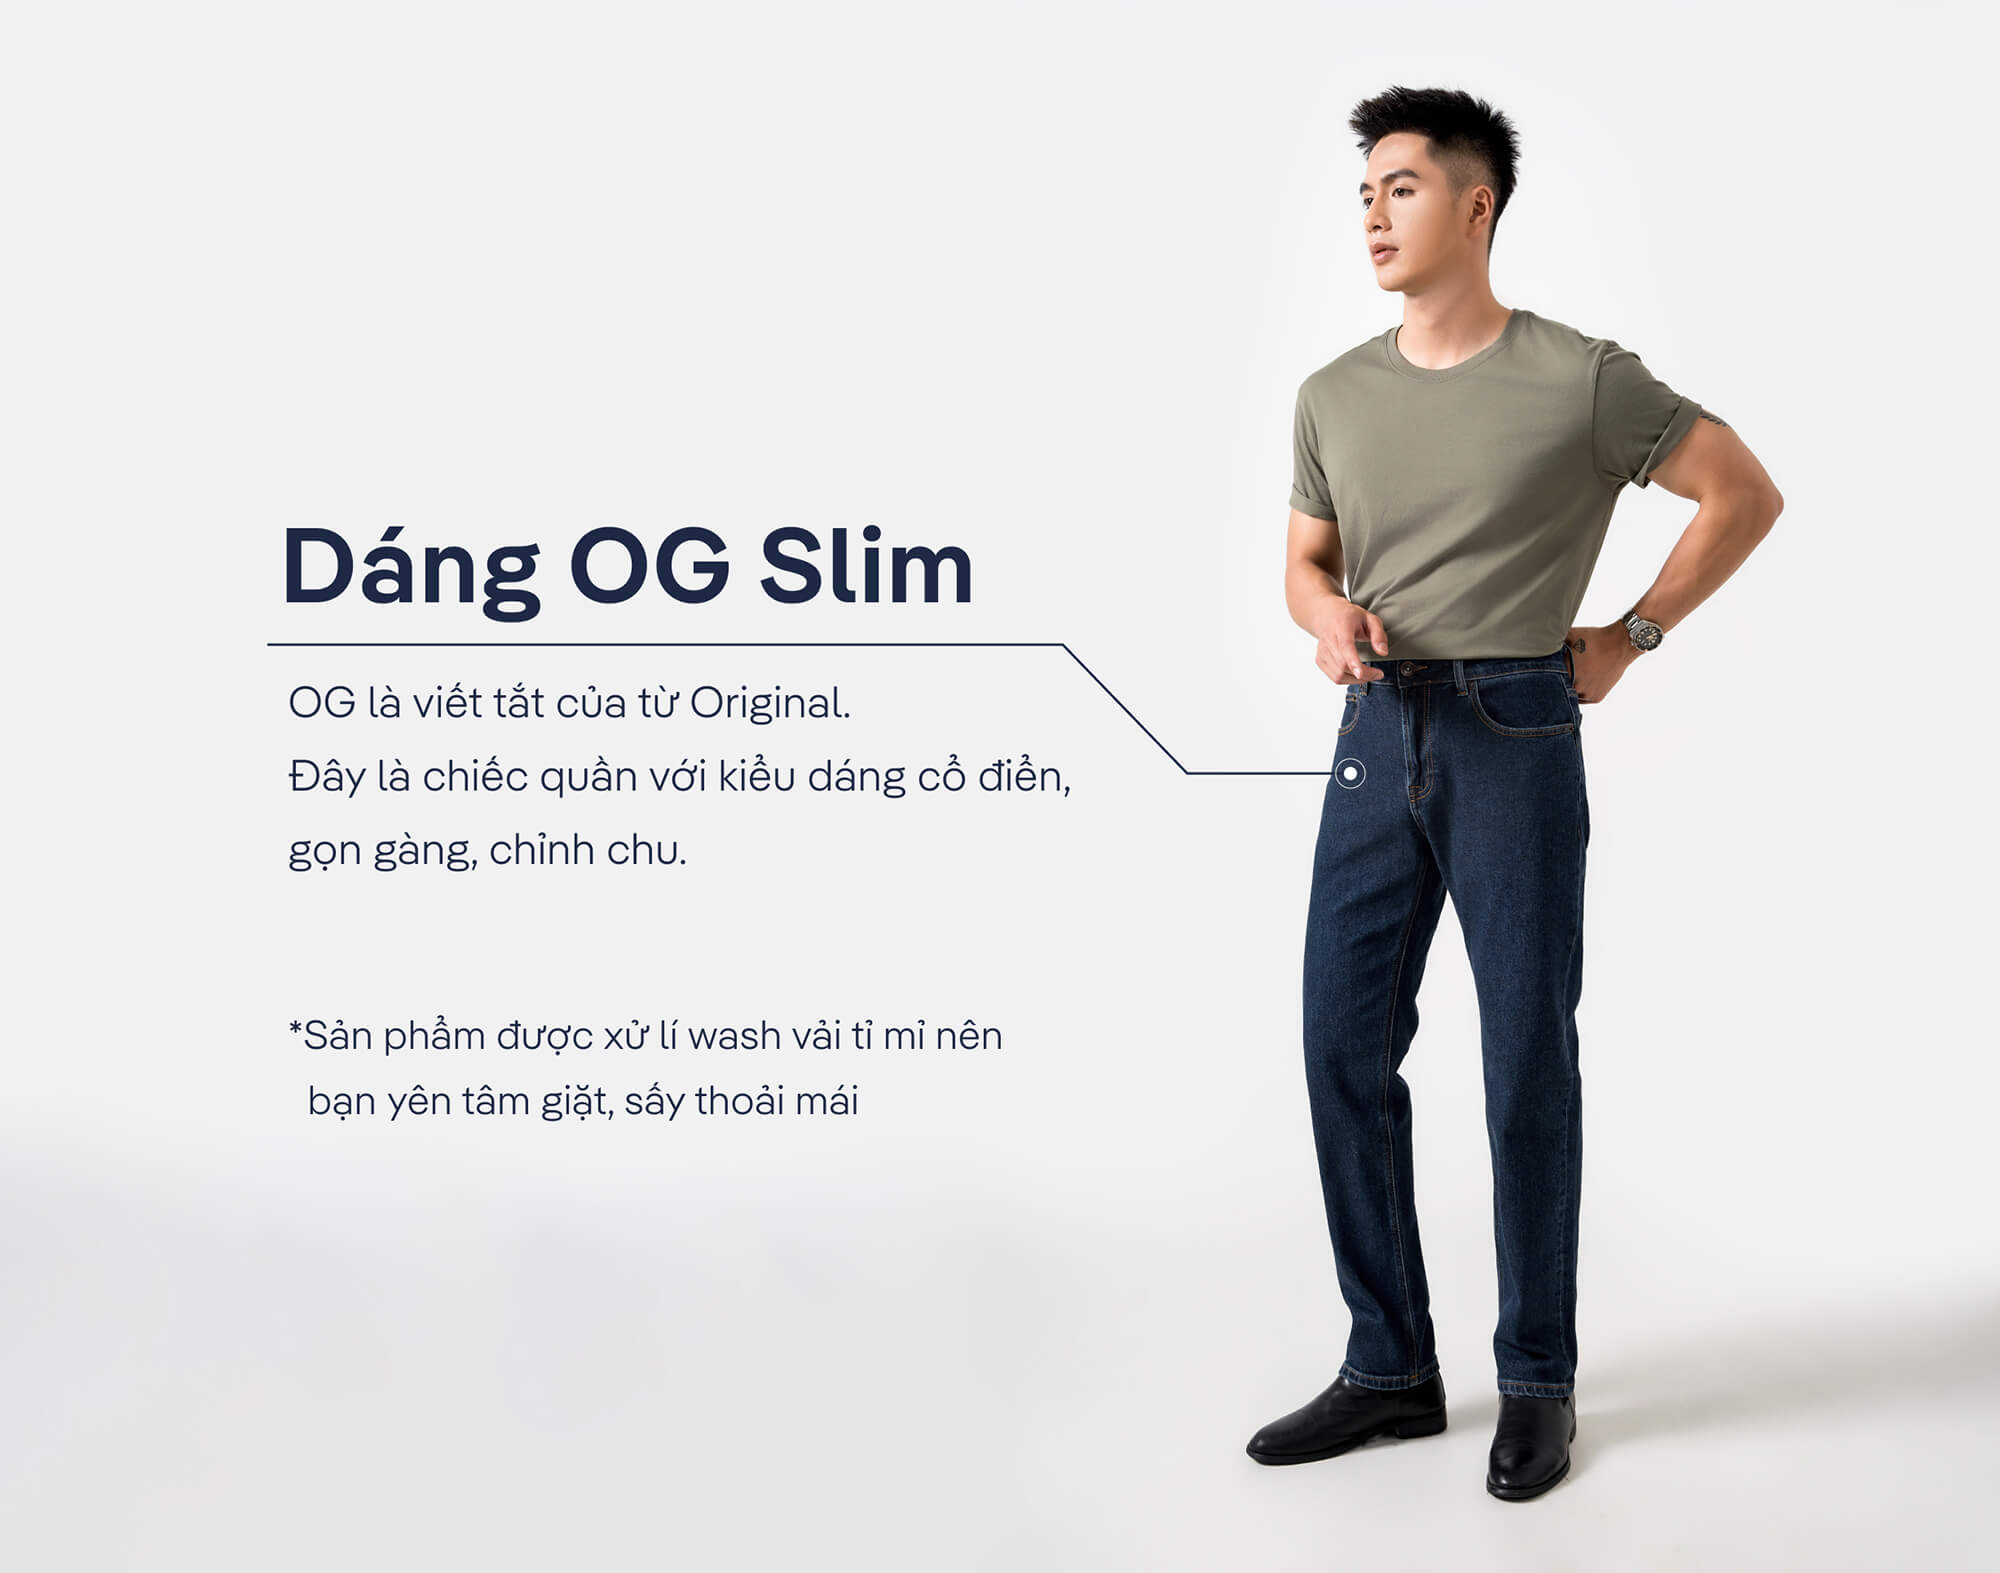 Dáng OG Slim
OG là viết tắt của từ Original.
Đây là chiếc quần với kiểu dáng cổ điển,
gọn gàng, chỉnh chu.
*Sản phẩm được xử lí wash vải tỉ mỉ nên
bạn yên tâm giặt, sấy thoải mái